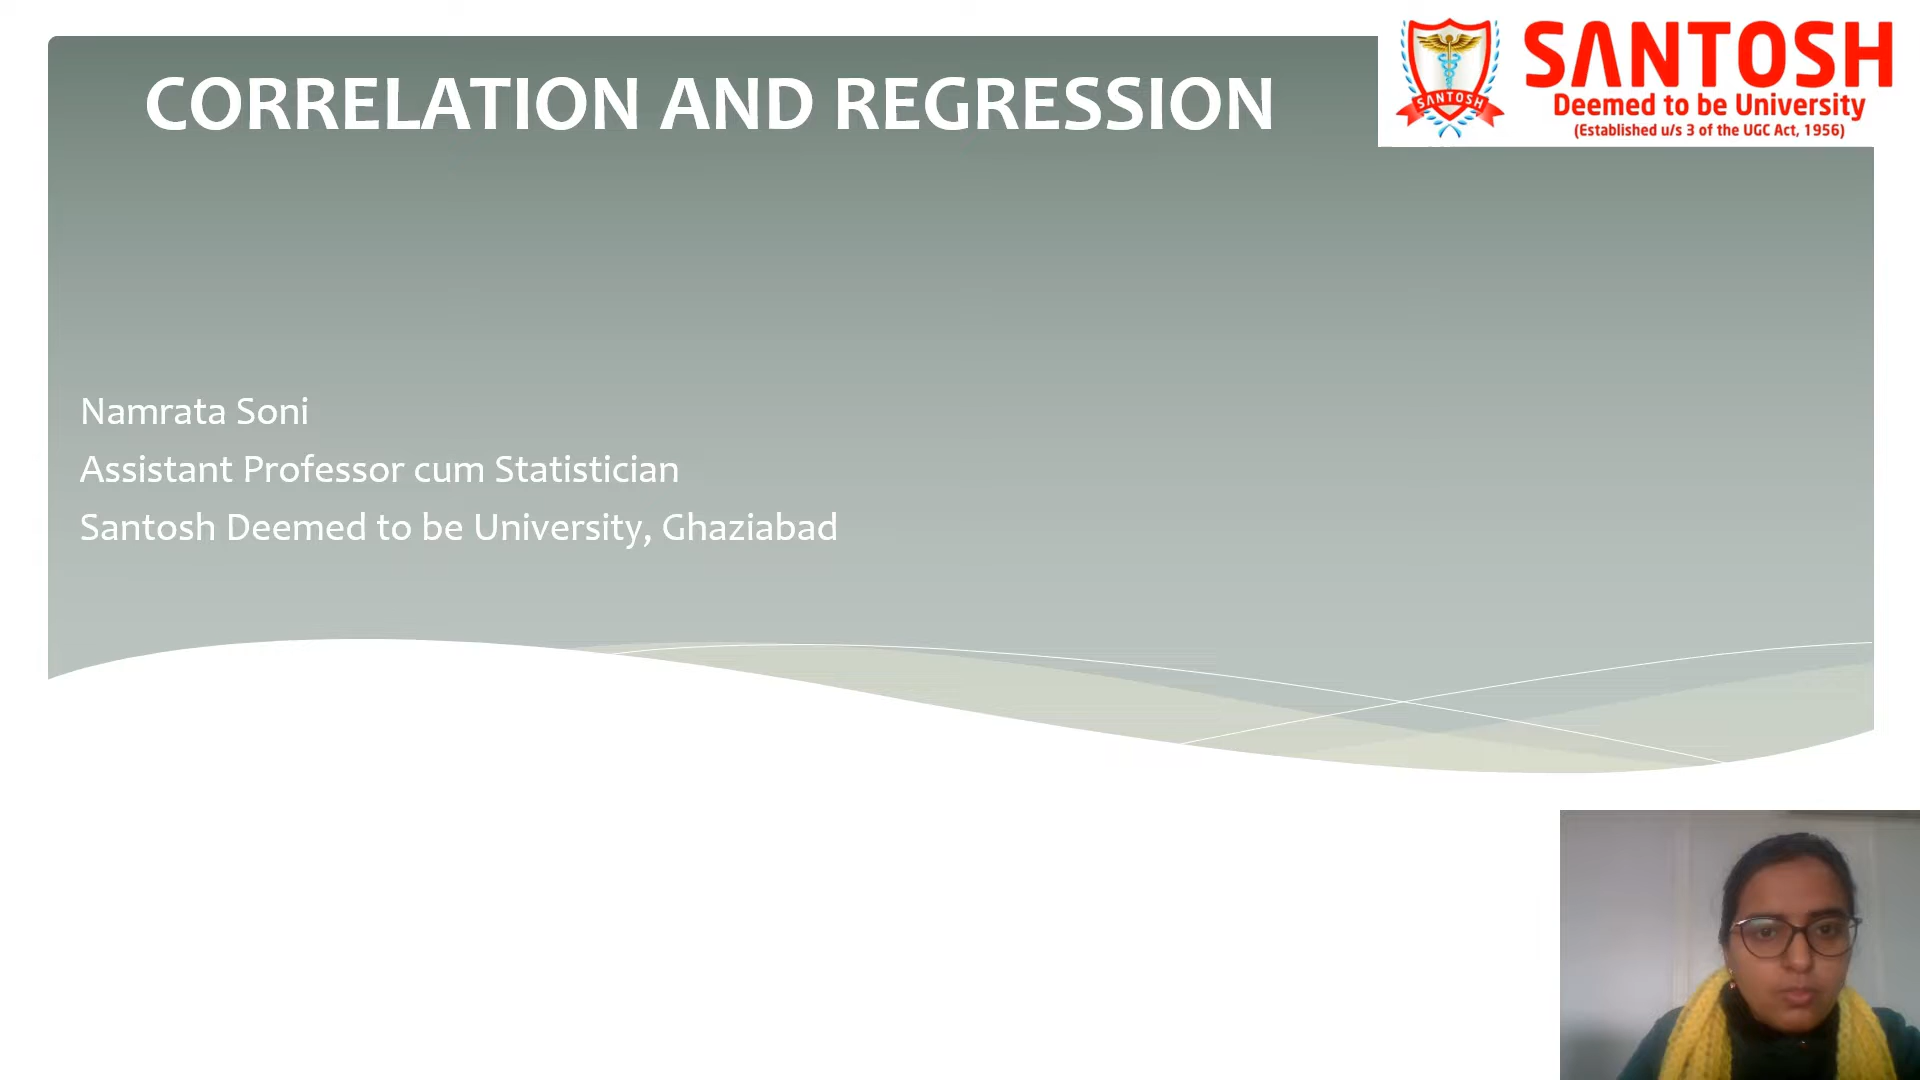 CORRELATION AND REGRESSION
SANTOSH
SANTOSH
Deemed to be University
(Established u/s 3 of the UGC Act, 1956)
Namrata Soni
Assistant Professor cum Statistician
Santosh Deemed to be University, Ghaziabad